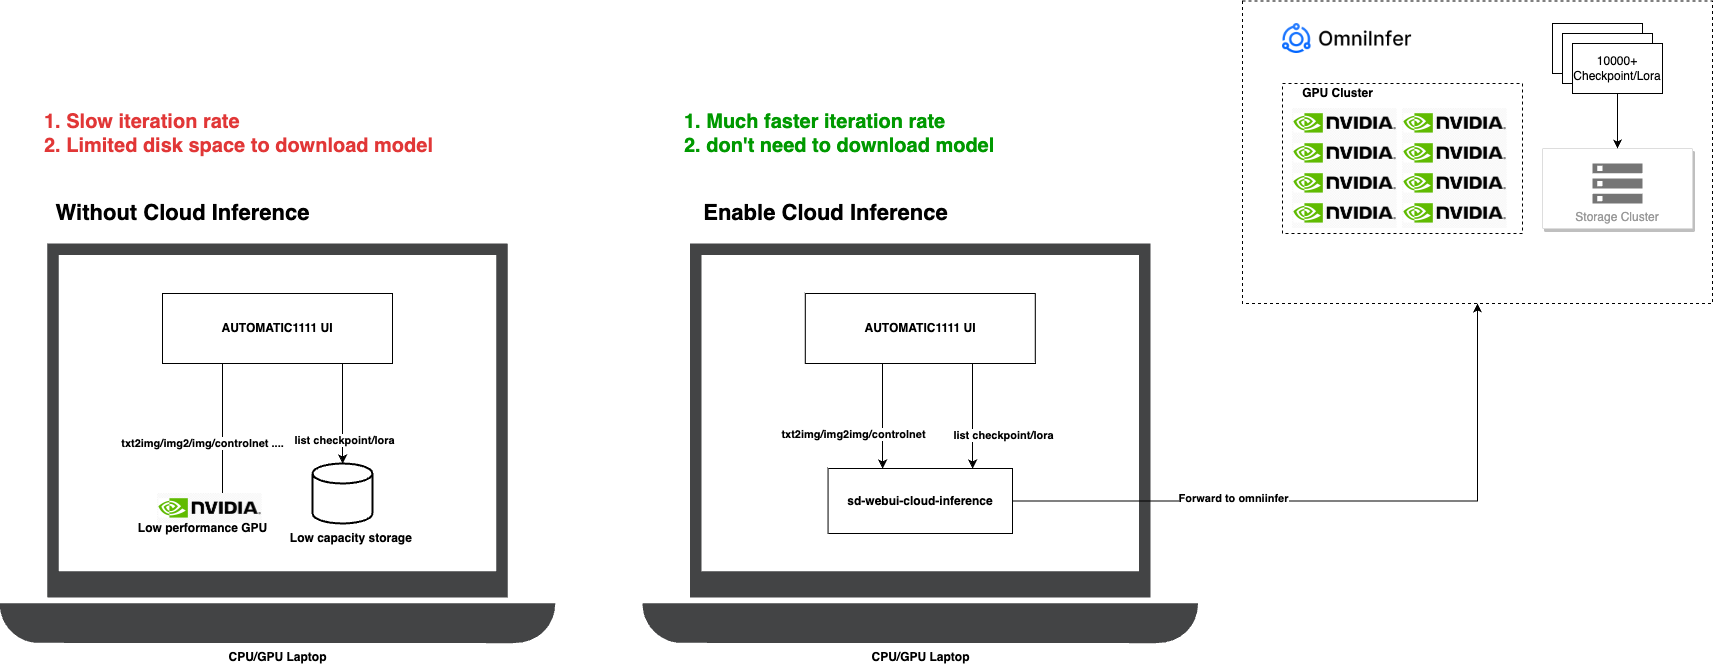 1. Slow iteration rate
2. Limited disk space to download model
Without Cloud Inference
AUTOMATIC1111 UI
txt2img/img2/img/controlnet ....
list checkpoint/lora
NVIDIA.
Low performance GPU
Low capacity storage
CPU/GPU Laptop
1. Much faster iteration rate
2. don't need to download model
Enable Cloud Inference
AUTOMATIC1111 UI
txt2img/img2img/controlnet
list checkpoint/lora
sd-webui-cloud-inference
CPU/GPU Laptop
Forward to omniinfer
OmniInfer
GPU Cluster
NVIDIA. NVIDIA.
NVIDIA. NVIDIA.
NVIDIA. NVIDIA.
NVIDIA. NVIDIA.
10000+
Checkpoint/Lora
Storage Cluster